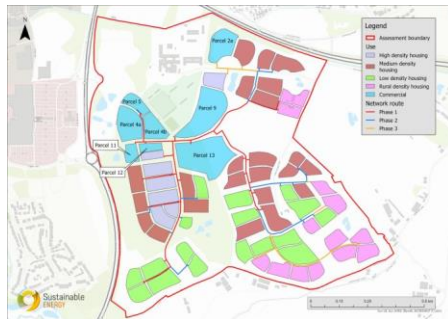 N
Parcel 2a
Parcel 9
Parcel 5
Parcel 4a
Parcel 4b
Parcel 11
Parcel 12
Parcel 13
Legend
Assessment boundary
Use
High density housing
Medium density
housing
Low density housing
Rural density housing
Commercial
Network route
Phase 1
Phase 2
Phase 3
Sustainable
ENERGY